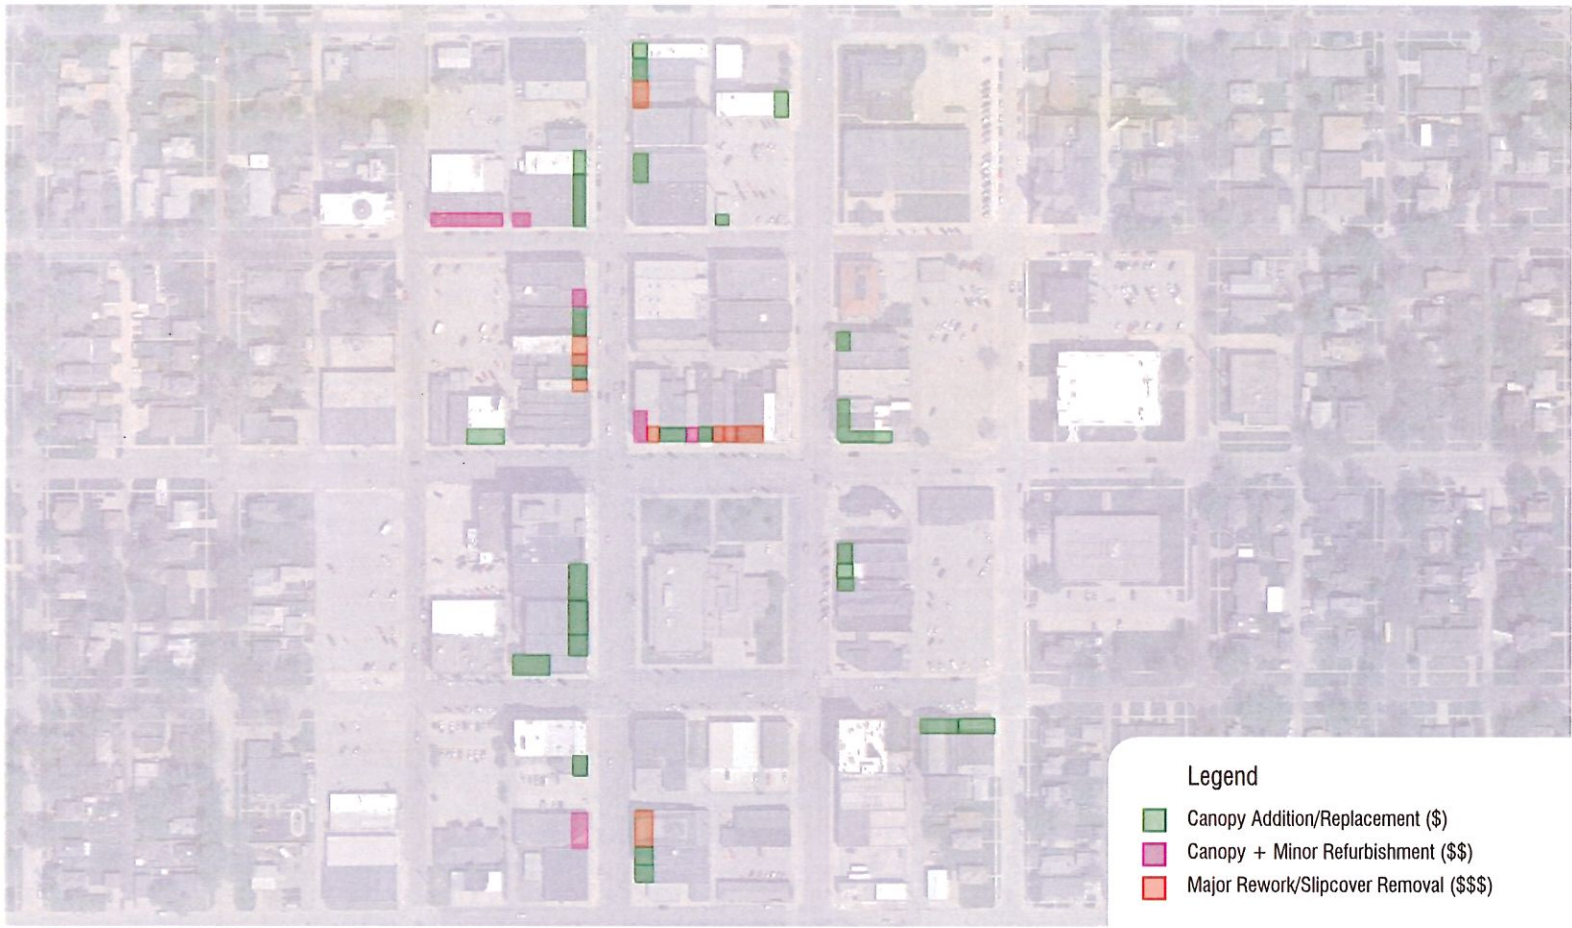 Legend
Canopy Addition/Replacement ($)
Canopy + Minor Refurbishment ($$)
Major Rework/Slipcover Removal ($$$)